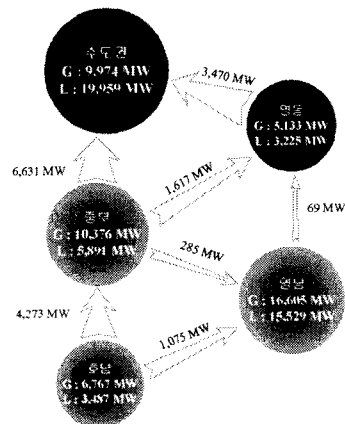 수도권
G : 9,974 MW
L : 19,959 MW
3,470 MW
영동
G : 5,133 MW
L : 3,225 MW
6,631 MW
1,617 MW
중부
G : 10,376 MW
L : 5,891 MW
69 MW
285 MW
영남
G : 16,605 MW
L : 15,529 MW
4,273 MW
1,075 MW
호남
G : 6,767 MW
L : 3,487 MW